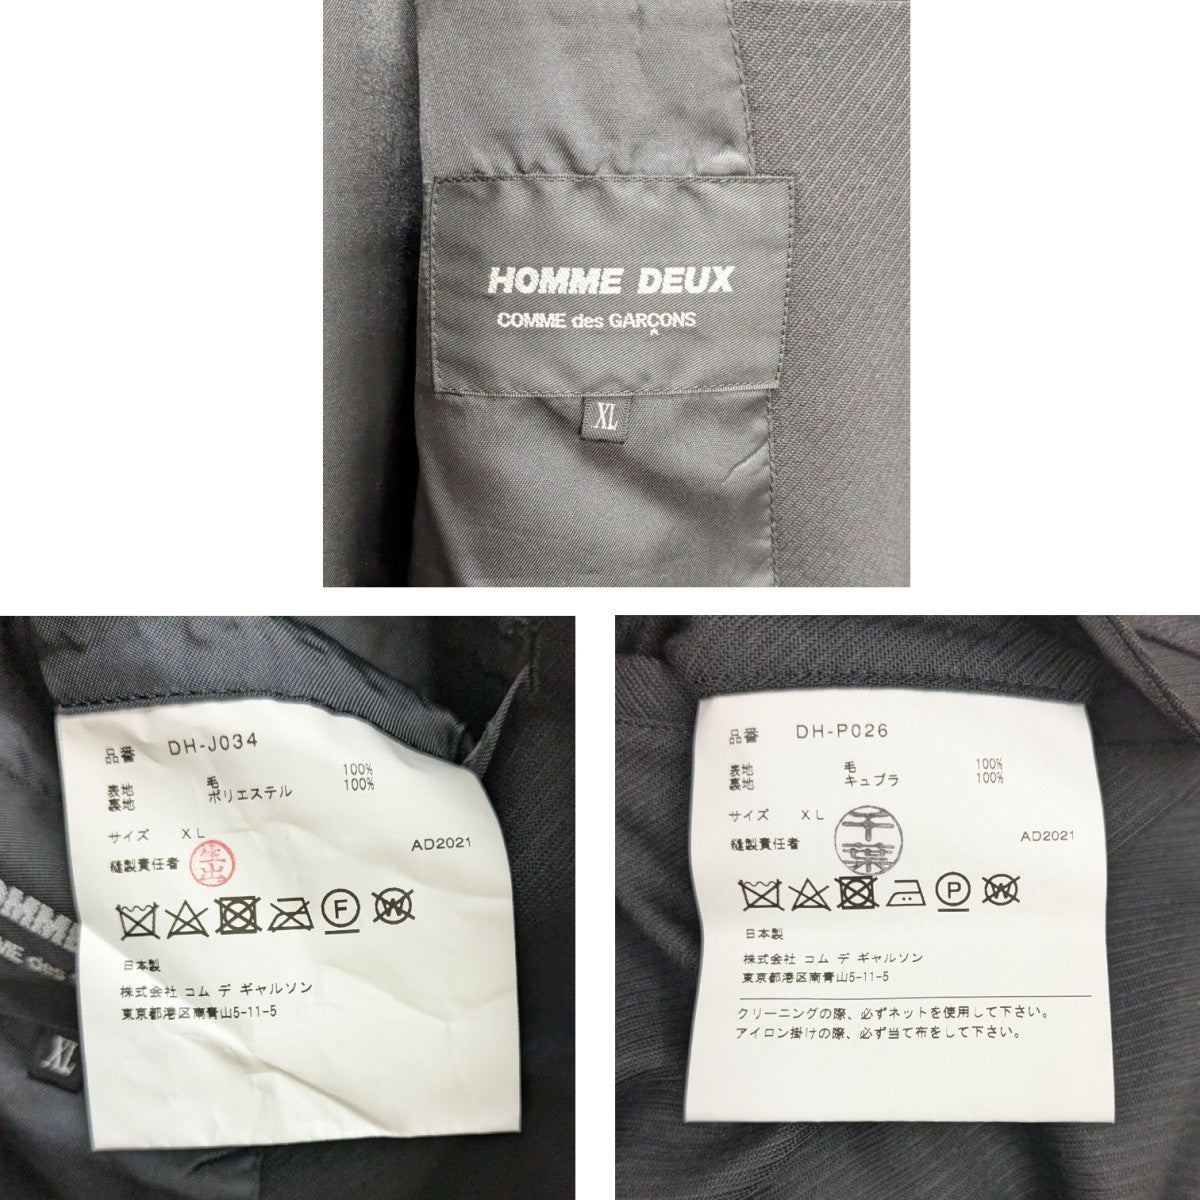 HOMME DEUX
COMME des GARÇONS
XL
品番 DH-J034
表地 毛 100%
裏地 ポリエステル 100%
サイズ XL
縫製責任者 生出
AD2021
F W
日本製
株式会社 コム デ ギャルソン
東京都港区南青山5-11-5
XL
品番 DH-P026
表地 毛 100%
裏地 キュプラ 100%
サイズ XL
縫製責任者 千葉
AD2021
P W
日本製
株式会社 コム デ ギャルソン
東京都港区南青山5-11-5
クリーニングの際、必ずネットを使用して下さい。
アイロン掛けの際、必ず当て布をして下さい。